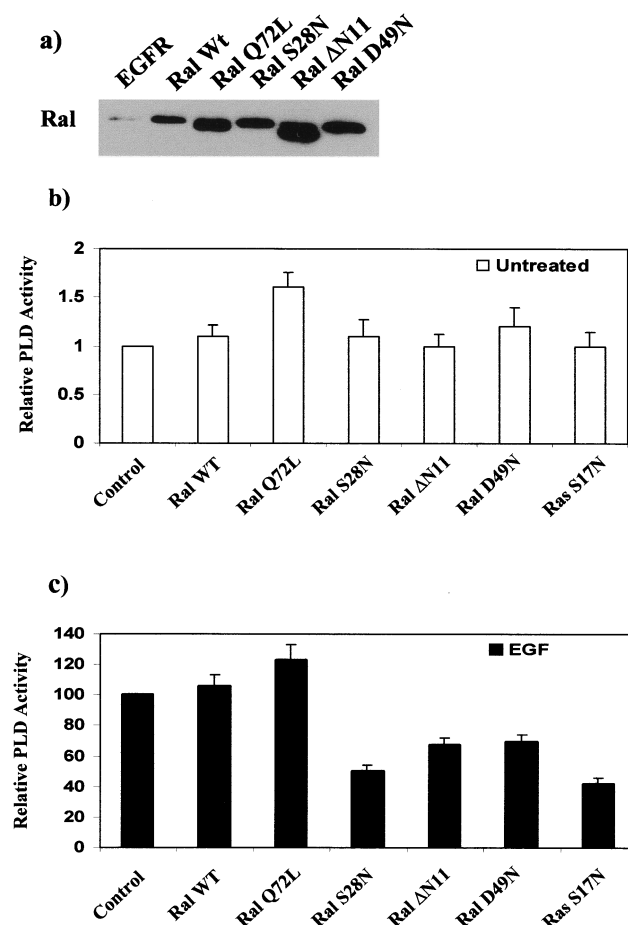 a)
EGFR
Ral Wt
Ral Q72L
Ral S28N
Ral ΔN11
Ral D49N
Ral
b)
Relative PLD Activity
2
1.5
1
0.5
0
Untreated
Control
Ral WT
Ral Q72L
Ral S28N
Ral ΔN11
Ral D49N
Ras S17N
c)
Relative PLD Activity
140
120
100
80
60
40
20
0
EGF
Control
Ral WT
Ral Q72L
Ral S28N
Ral ΔN11
Ral D49N
Ras S17N